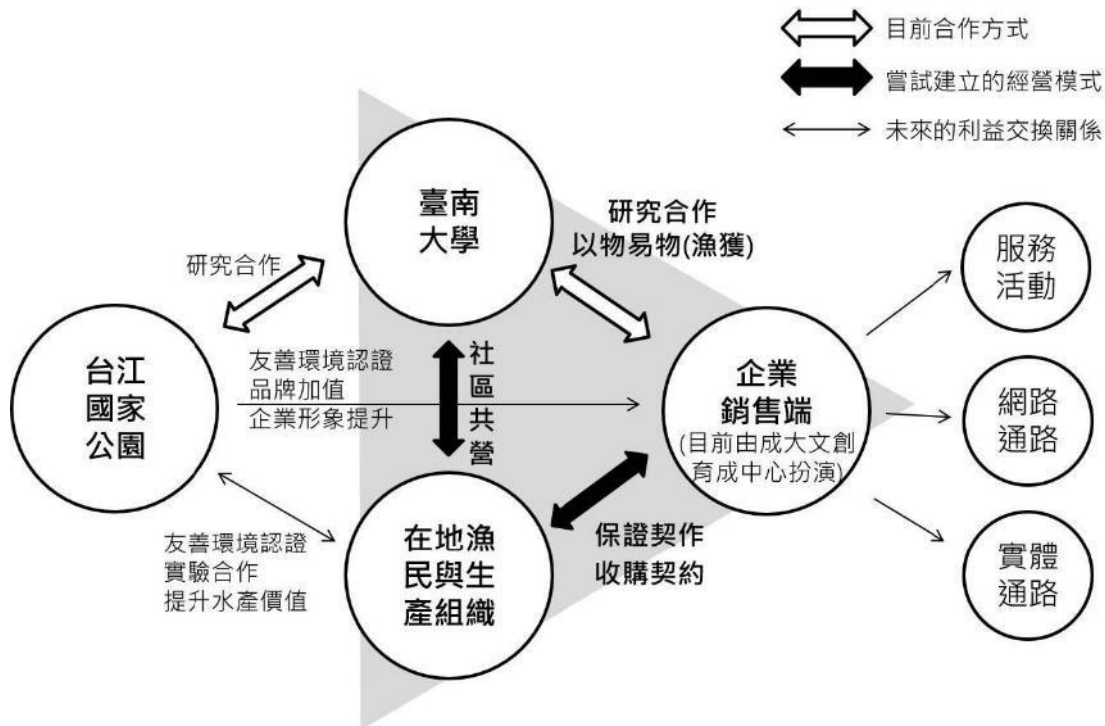 目前合作方式
嘗試建立的經營模式
未來的利益交換關係
臺南
大學
研究合作
以物易物(漁獲)
研究合作
服務
活動
台江
國家
公園
友善環境認證
品牌加值
企業形象提升
社區共營
企業
銷售端
(目前由成大文創
育成中心扮演)
網路
通路
友善環境認證
實驗合作
提升水產價值
在地漁
民與生
產組織
保證契作
收購契約
實體
通路